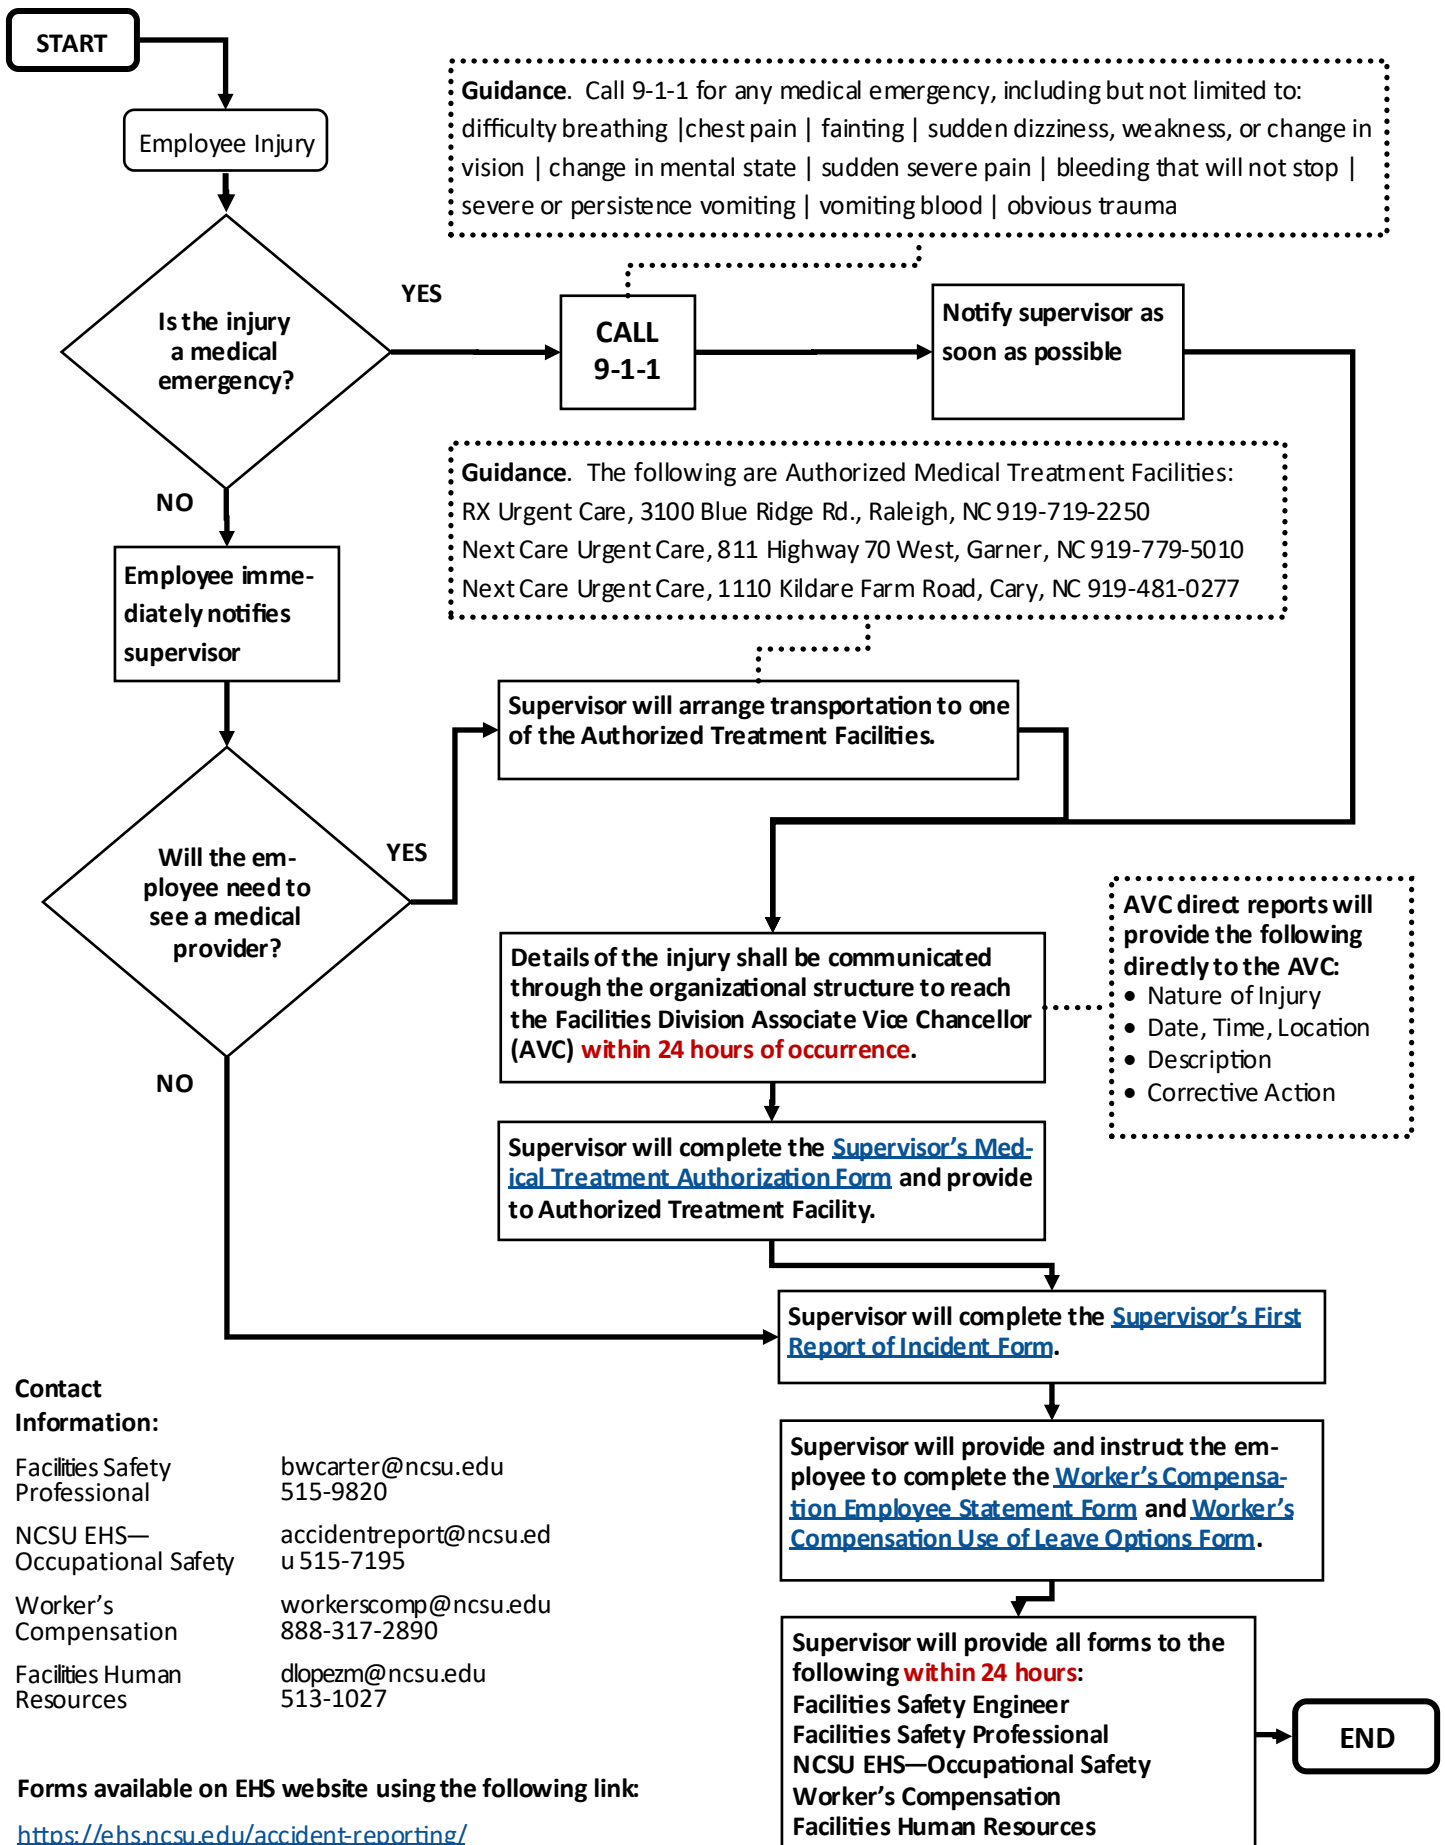 START
Employee Injury
Guidance.  Call 9-1-1 for any medical emergency, including but not limited to:
difficulty breathing |chest pain | fainting | sudden dizziness, weakness, or change in
vision | change in mental state | sudden severe pain | bleeding that will not stop |
severe or persistence vomiting | vomiting blood | obvious trauma
Is the injury
a medical
emergency?
YES
CALL
9-1-1
Notify supervisor as
soon as possible
NO
Guidance.  The following are Authorized Medical Treatment Facilities:
RX Urgent Care, 3100 Blue Ridge Rd., Raleigh, NC 919-719-2250
Next Care Urgent Care, 811 Highway 70 West, Garner, NC 919-779-5010
Next Care Urgent Care, 1110 Kildare Farm Road, Cary, NC 919-481-0277
Employee imme-
diately notifies
supervisor
Supervisor will arrange transportation to one
of the Authorized Treatment Facilities.
Will the em-
ployee need to
see a medical
provider?
YES
NO
Details of the injury shall be communicated
through the organizational structure to reach
the Facilities Division Associate Vice Chancellor
(AVC) within 24 hours of occurrence.
AVC direct reports will
provide the following
directly to the AVC:
• Nature of Injury
• Date, Time, Location
• Description
• Corrective Action
Supervisor will complete the Supervisor’s Med-
ical Treatment Authorization Form and provide
to Authorized Treatment Facility.
Supervisor will complete the Supervisor’s First
Report of Incident Form.
Supervisor will provide and instruct the em-
ployee to complete the Worker’s Compensa-
tion Employee Statement Form and Worker’s
Compensation Use of Leave Options Form.
Supervisor will provide all forms to the
following within 24 hours:
Facilities Safety Engineer
Facilities Safety Professional
NCSU EHS—Occupational Safety
Worker’s Compensation
Facilities Human Resources
END
Contact
Information:
Facilities Safety
Professional
bwcarter@ncsu.edu
515-9820
NCSU EHS—
Occupational Safety
accidentreport@ncsu.ed
u 515-7195
Worker’s
Compensation
workerscomp@ncsu.edu
888-317-2890
Facilities Human
Resources
dlopezm@ncsu.edu
513-1027
Forms available on EHS website using the following link:
https://ehs.ncsu.edu/accident-reporting/